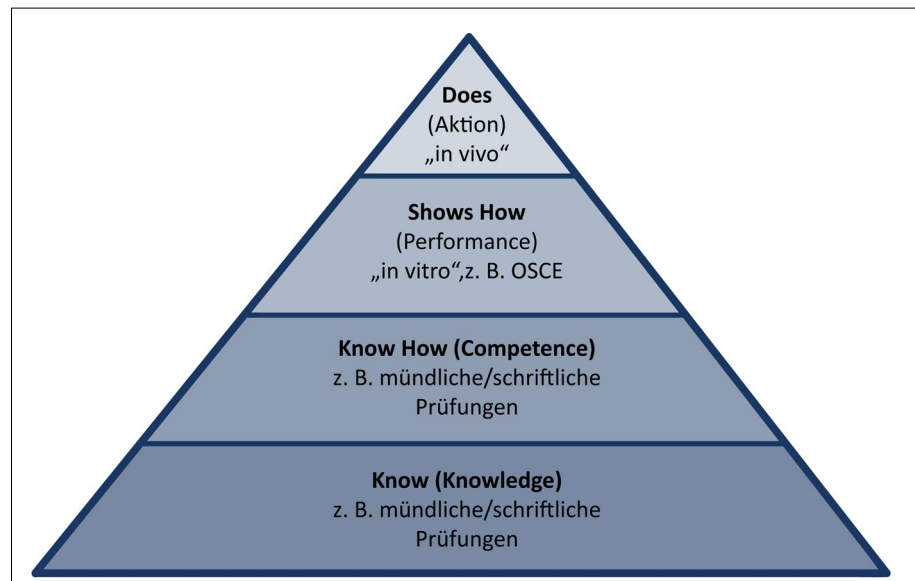 Does
(Aktion)
„in vivo“
Shows How
(Performance)
„in vitro“,z. B. OSCE
Know How (Competence)
z. B. mündliche/schriftliche
Prüfungen
Know (Knowledge)
z. B. mündliche/schriftliche
Prüfungen